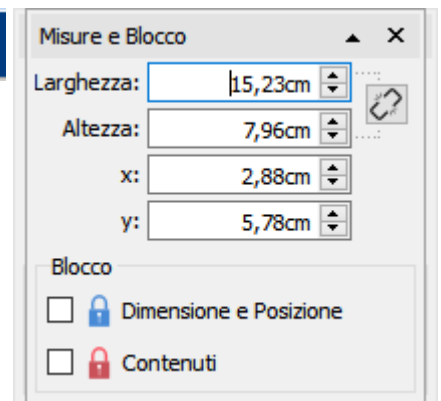 Misure e Blocco
Larghezza: 15,23cm
Altezza: 7,96cm
x: 2,88cm
y: 5,78cm
Blocco
Dimensione e Posizione
Contenuti